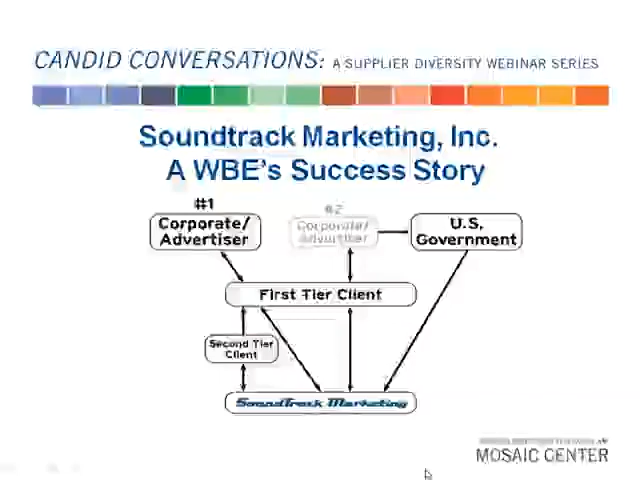 CANDID CONVERSATIONS: A SUPPLIER DIVERSITY WEBINAR SERIES
Soundtrack Marketing, Inc.
A WBE's Success Story
#1
#2
Corporate/
Advertiser
Corporate/
Advertiser
U.S.
Government
First Tier Client
Second Tier
Client
SoundTrack Marketing
MOSAIC CENTER